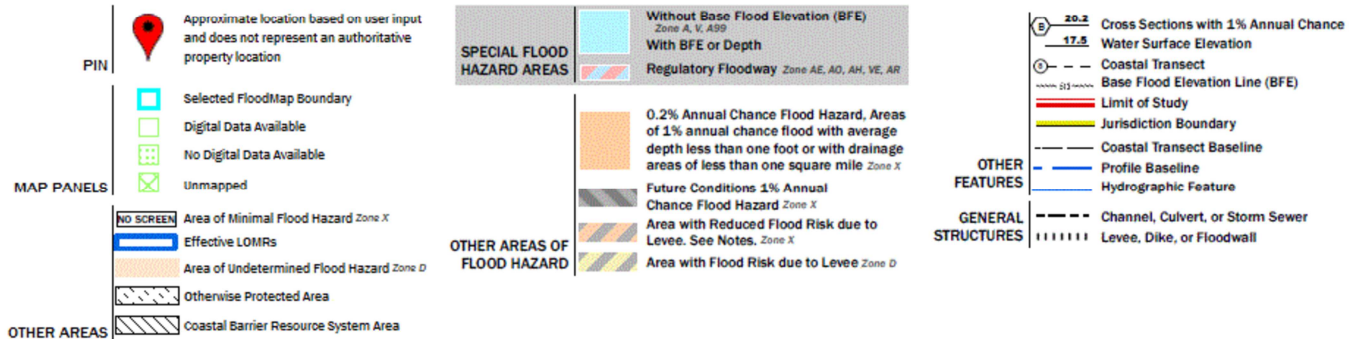 PIN
Approximate location based on user input
and does not represent an authoritative
property location
MAP PANELS
Selected FloodMap Boundary
Digital Data Available
No Digital Data Available
Unmapped
OTHER AREAS
NO SCREEN Area of Minimal Flood Hazard Zone X
Effective LOMRs
Area of Undetermined Flood Hazard Zone D
Otherwise Protected Area
Coastal Barrier Resource System Area
SPECIAL FLOOD
HAZARD AREAS
Without Base Flood Elevation (BFE)
Zone A, V, A99
With BFE or Depth
Regulatory Floodway Zone AE, AO, AH, VE, AR
OTHER AREAS OF
FLOOD HAZARD
0.2% Annual Chance Flood Hazard, Areas
of 1% annual chance flood with average
depth less than one foot or with drainage
areas of less than one square mile Zone X
Future Conditions 1% Annual
Chance Flood Hazard Zone X
Area with Reduced Flood Risk due to
Levee. See Notes. Zone X
Area with Flood Risk due to Levee Zone D
OTHER
FEATURES
B 20.2 Cross Sections with 1% Annual Chance
17.5 Water Surface Elevation
8 Coastal Transect
513 Base Flood Elevation Line (BFE)
Limit of Study
Jurisdiction Boundary
Coastal Transect Baseline
Profile Baseline
Hydrographic Feature
GENERAL
STRUCTURES
Channel, Culvert, or Storm Sewer
Levee, Dike, or Floodwall